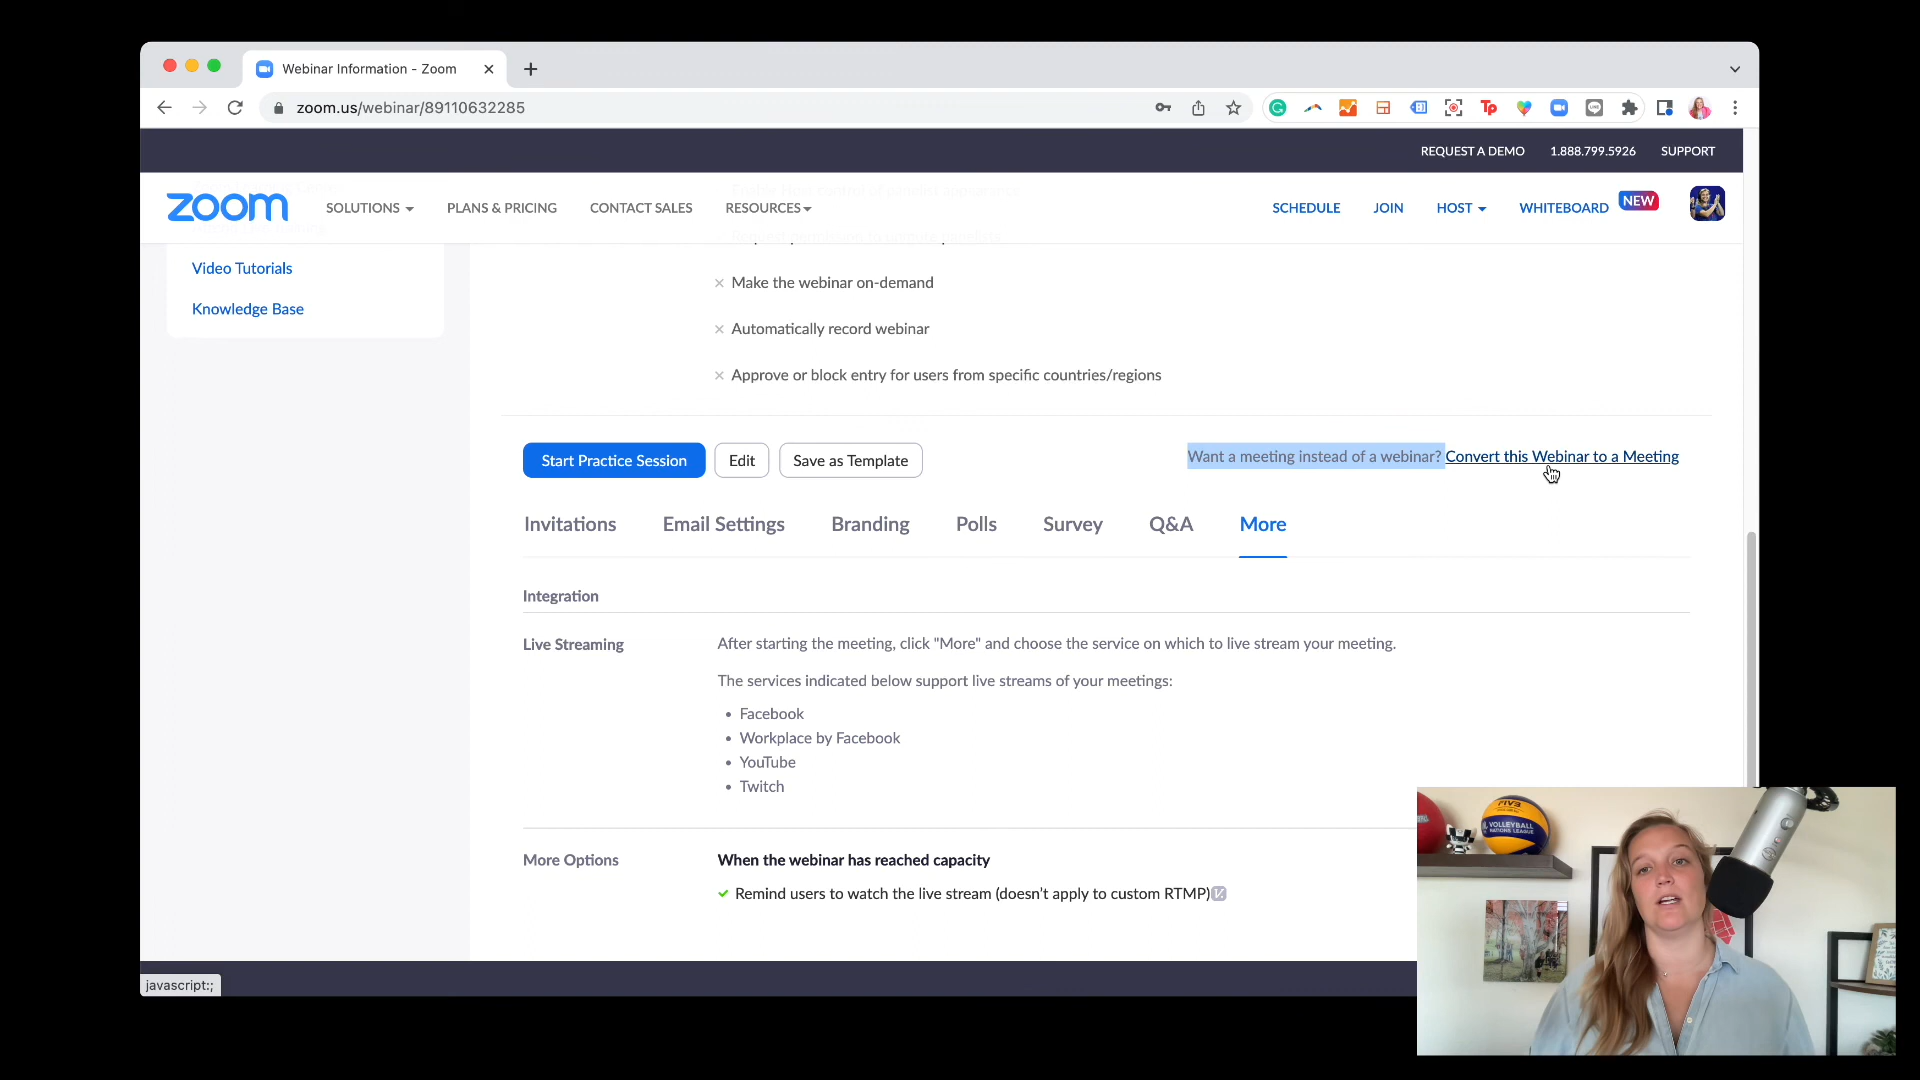 Webinar Information - Zoom
zoom.us/webinar/89110632285
REQUEST A DEMO 1.888.799.5926 SUPPORT
zoom SOLUTIONS PLANS & PRICING CONTACT SALES RESOURCES SCHEDULE JOIN HOST WHITEBOARD NEW
Video Tutorials
Knowledge Base
Make the webinar on-demand
Automatically record webinar
Approve or block entry for users from specific countries/regions
Start Practice Session Edit Save as Template Want a meeting instead of a webinar? Convert this Webinar to a Meeting
Invitations Email Settings Branding Polls Survey Q&A More
Integration
Live Streaming After starting the meeting, click "More" and choose the service on which to live stream your meeting.
The services indicated below support live streams of your meetings:
• Facebook
• Workplace by Facebook
• YouTube
• Twitch
More Options When the webinar has reached capacity
Remind users to watch the live stream (doesn't apply to custom RTMP)
javascript:;
VOLLEYBALL
NATIONS LEAGUE